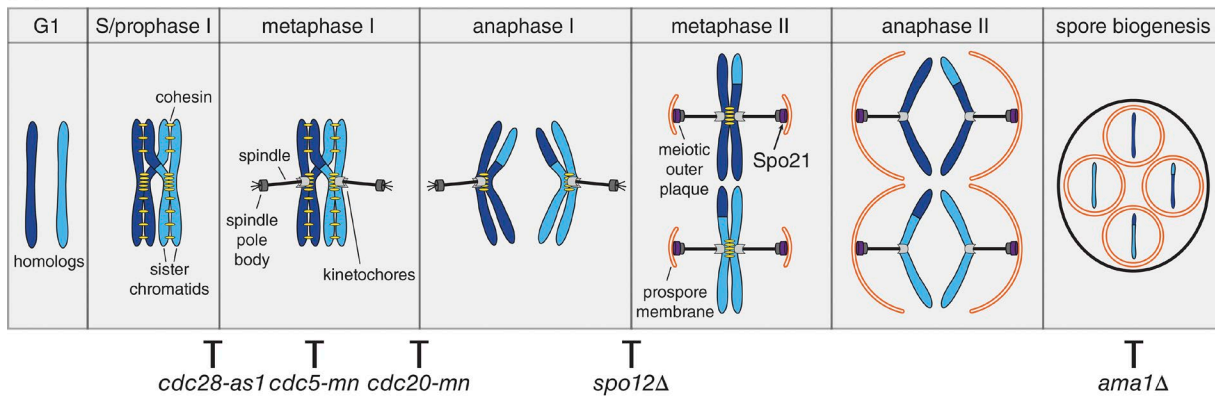 G1
S/prophase I
metaphase I
anaphase I
metaphase II
anaphase II
spore biogenesis
homologs
cohesin
sister
chromatids
spindle
spindle
pole
body
kinetochores
meiotic
outer
plaque
Spo21
prospore
membrane
cdc28-as1
cdc5-mn
cdc20-mn
spo12Δ
ama1Δ